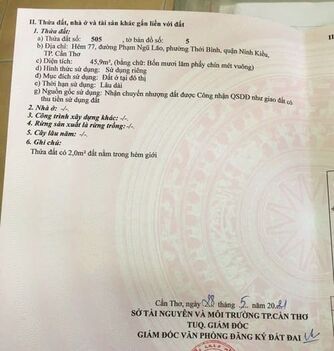 II. Thửa đất, nhà ở và tài sản khác gắn liền với đất
1. Thửa đất:
a) Thửa đất số: 505, tờ bản đồ số: 5
b) Địa chỉ: Hẻm 77, đường Phạm Ngũ Lão, phường Thới Bình, quận Ninh Kiều,
TP. Cần Thơ
c) Diện tích: 45,9m², (bằng chữ: Bốn mươi lăm phẩy chín mét vuông)
d) Hình thức sử dụng: Sử dụng riêng
đ) Mục đích sử dụng: Đất ở tại đô thị
e) Thời hạn sử dụng: Lâu dài
g) Nguồn gốc sử dụng: Nhận chuyển nhượng đất được Công nhận QSDĐ như giao đất có
thu tiền sử dụng đất
2. Nhà ở: -/-
3. Công trình xây dựng khác: -/-
4. Rừng sản xuất là rừng trồng: -/-
5. Cây lâu năm: -/-
6. Ghi chú:
Thửa đất có 2,0m² đất nằm trong hẻm giới
Cần Thơ, ngày 28 tháng 5 năm 2021
SỞ TÀI NGUYÊN VÀ MÔI TRƯỜNG TP.CẦN THƠ
TUQ. GIÁM ĐỐC
GIÁM ĐỐC VĂN PHÒNG ĐĂNG KÝ ĐẤT ĐAI